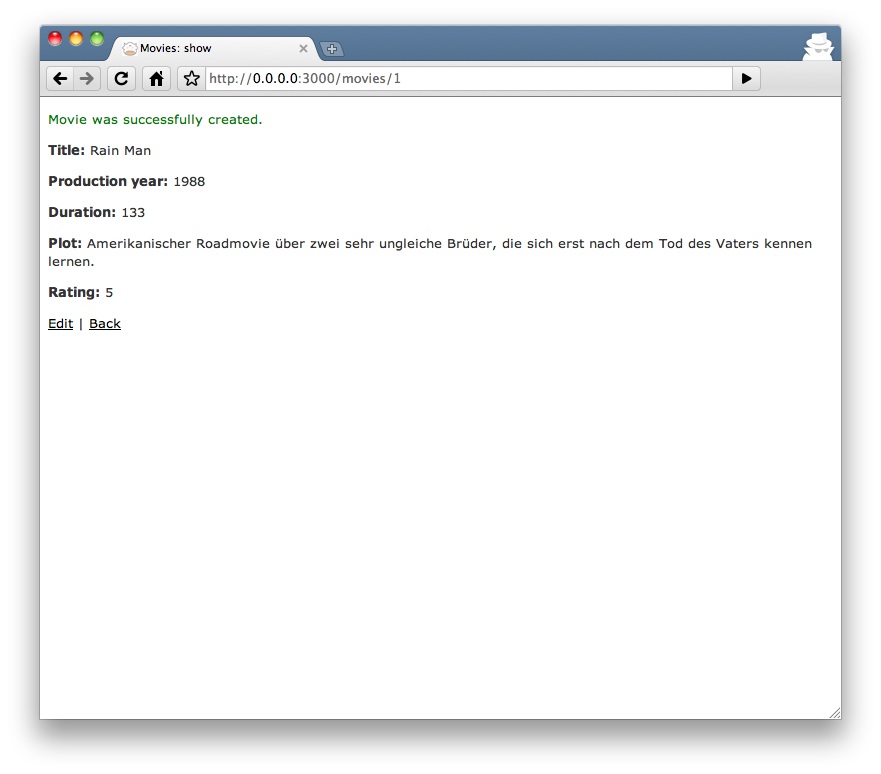 Movies: show
http://0.0.0.0:3000/movies/1
Movie was successfully created.
Title: Rain Man
Production year: 1988
Duration: 133
Plot: Amerikanischer Roadmovie über zwei sehr ungleiche Brüder, die sich erst nach dem Tod des Vaters kennen
lernen.
Rating: 5
Edit | Back